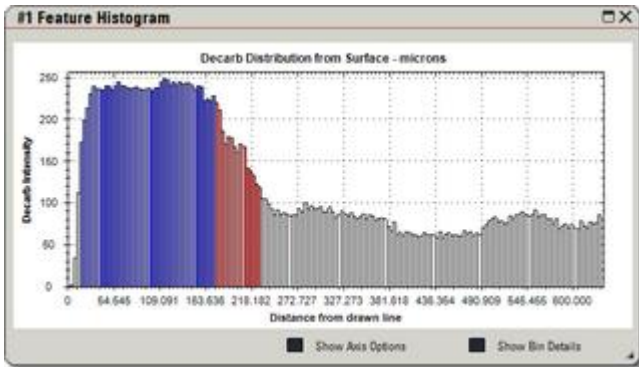 #1 Feature Histogram
Decarb Distribution from Surface - microns
Decarb Intensity
250
200
150
100
50
0
0 54.545 109.091 163.636 218.182 272.727 327.273 381.818 436.364 490.909 545.455 600.000
Distance from drawn line
Show Axis Options Show Bin Details